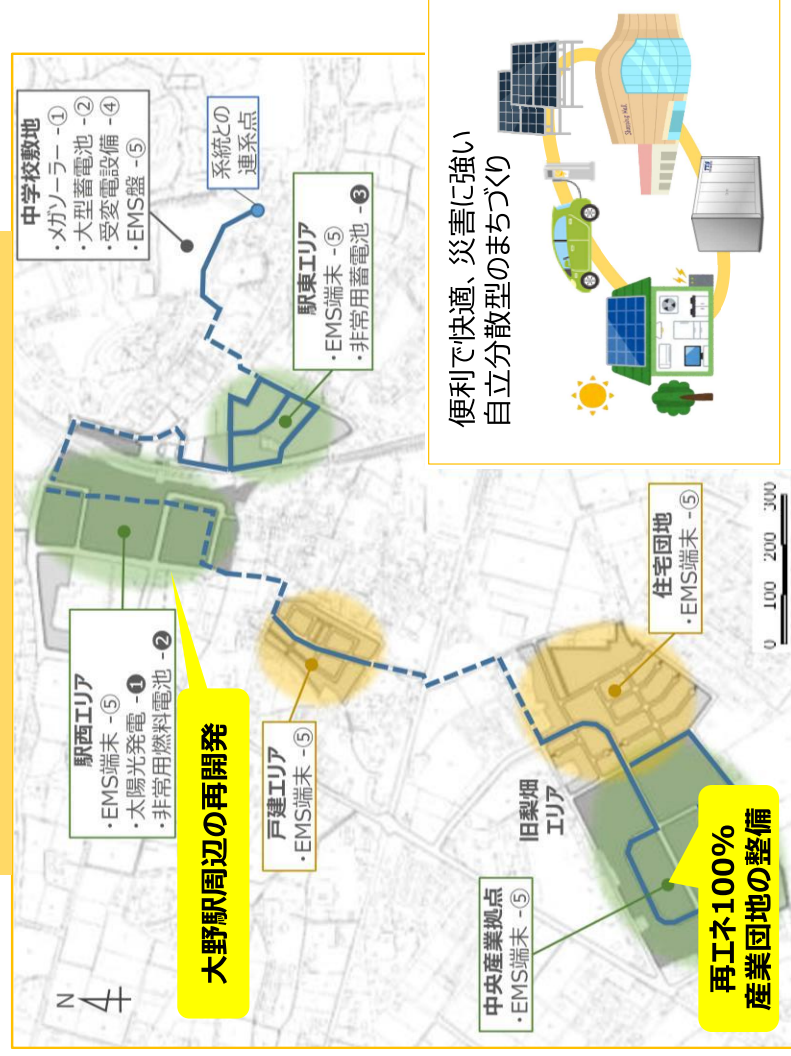 N
駅西エリア
・EMS端末 -⑤
・太陽光発電 -❶
・非常用燃料電池 -❷
大野駅周辺の再開発
中学校敷地
・メガソーラー -①
・大型蓄電池 -②
・受変電設備 -④
・EMS盤 -⑤
系統との
連系点
駅東エリア
・EMS端末 -⑤
・非常用蓄電池 -❸
戸建エリア
・EMS端末 -⑤
旧梨畑
エリア
中央産業拠点
・EMS端末 -⑤
再エネ100%
産業団地の整備
住宅団地
・EMS端末 -⑤
0 100 200 300
便利で快適、災害に強い
自立分散型のまちづくり